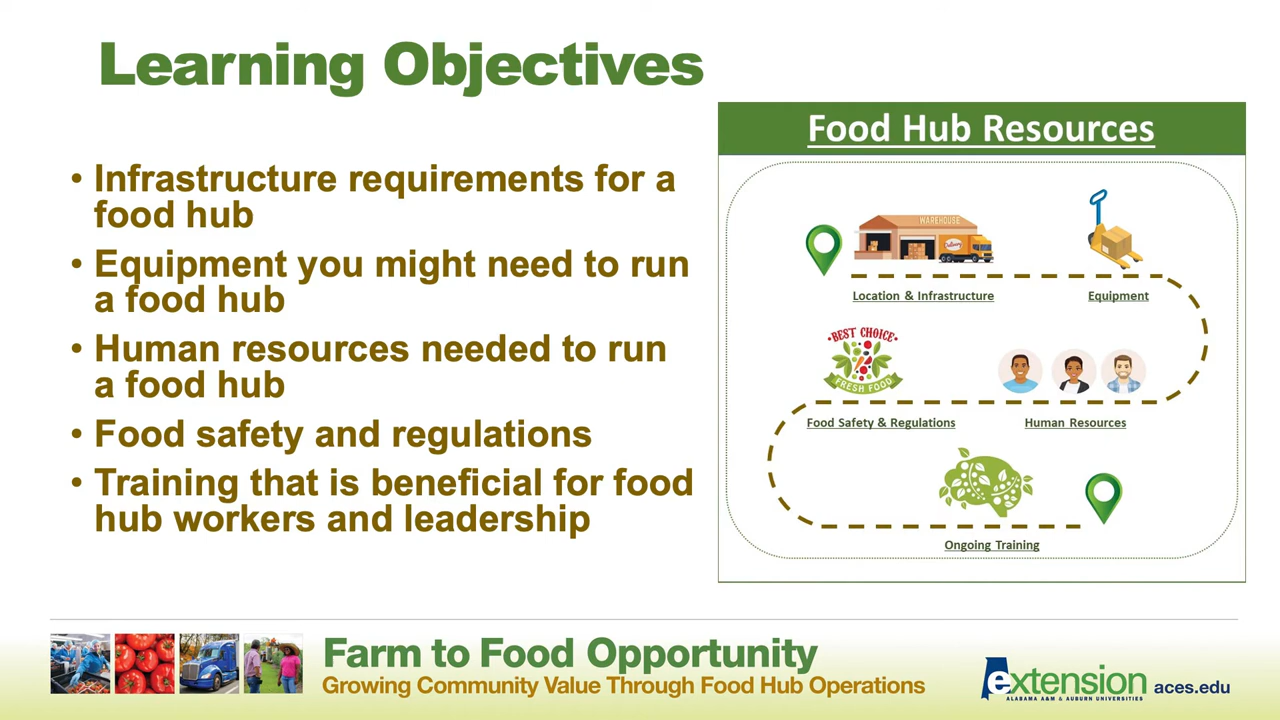 Learning Objectives
• Infrastructure requirements for a
food hub
• Equipment you might need to run
a food hub
• Human resources needed to run
a food hub
• Food safety and regulations
• Training that is beneficial for food
hub workers and leadership
Food Hub Resources
WAREHOUSE
Delivery
Location & Infrastructure
Equipment
BEST CHOICE
FRESH FOOD
Food Safety & Regulations
Human Resources
Ongoing Training
Farm to Food Opportunity
Growing Community Value Through Food Hub Operations
extension
ALABAMA A&M & AUBURN UNIVERSITIES
aces.edu